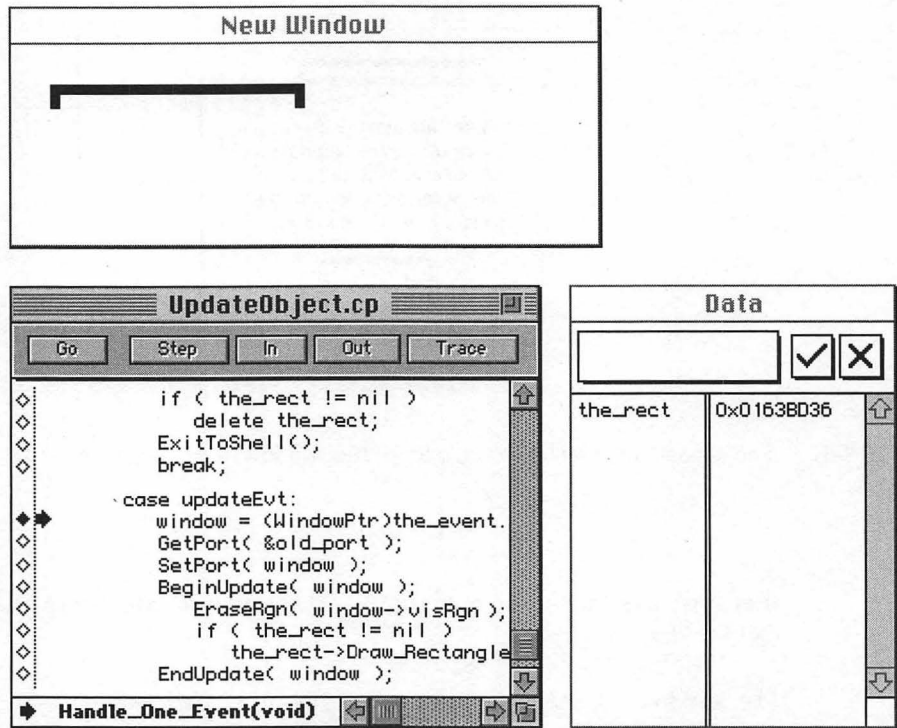 New Window
UpdateObject.cp
Go Step In Out Trace
if ( the_rect != nil )
delete the_rect;
ExitToShell();
break;
case updateEvt:
window = (WindowPtr)the_event.
GetPort( &old_port );
SetPort( window );
BeginUpdate( window );
EraseRgn( window->visRgn );
if ( the_rect != nil )
the_rect->Draw_Rectangle
EndUpdate( window );
Handle_One_Event(void)
Data
the_rect 0x0163BD36